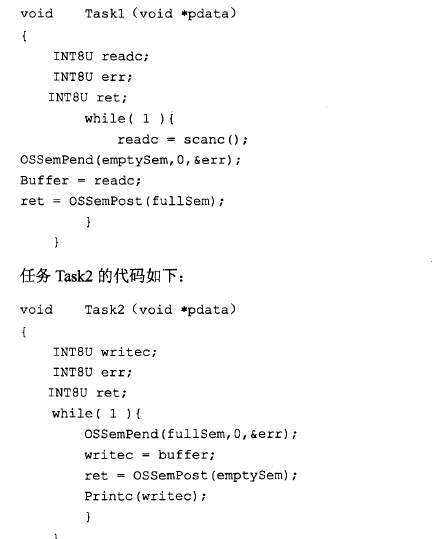 void    Task1 (void *pdata)
{
    INT8U readc;
    INT8U err;
    INT8U ret;
        while( 1 ){
            readc = scanc();
OSSemPend(emptySem,0,&err);
Buffer = readc;
ret = OSSemPost(fullSem);
        }
    }
任务 Task2 的代码如下:
void    Task2 (void *pdata)
{
    INT8U writec;
    INT8U err;
    INT8U ret;
    while( 1 ){
        OSSemPend(fullSem,0,&err);
        writec = buffer;
        ret = OSSemPost(emptySem);
        Printc(writec);
        }
    }